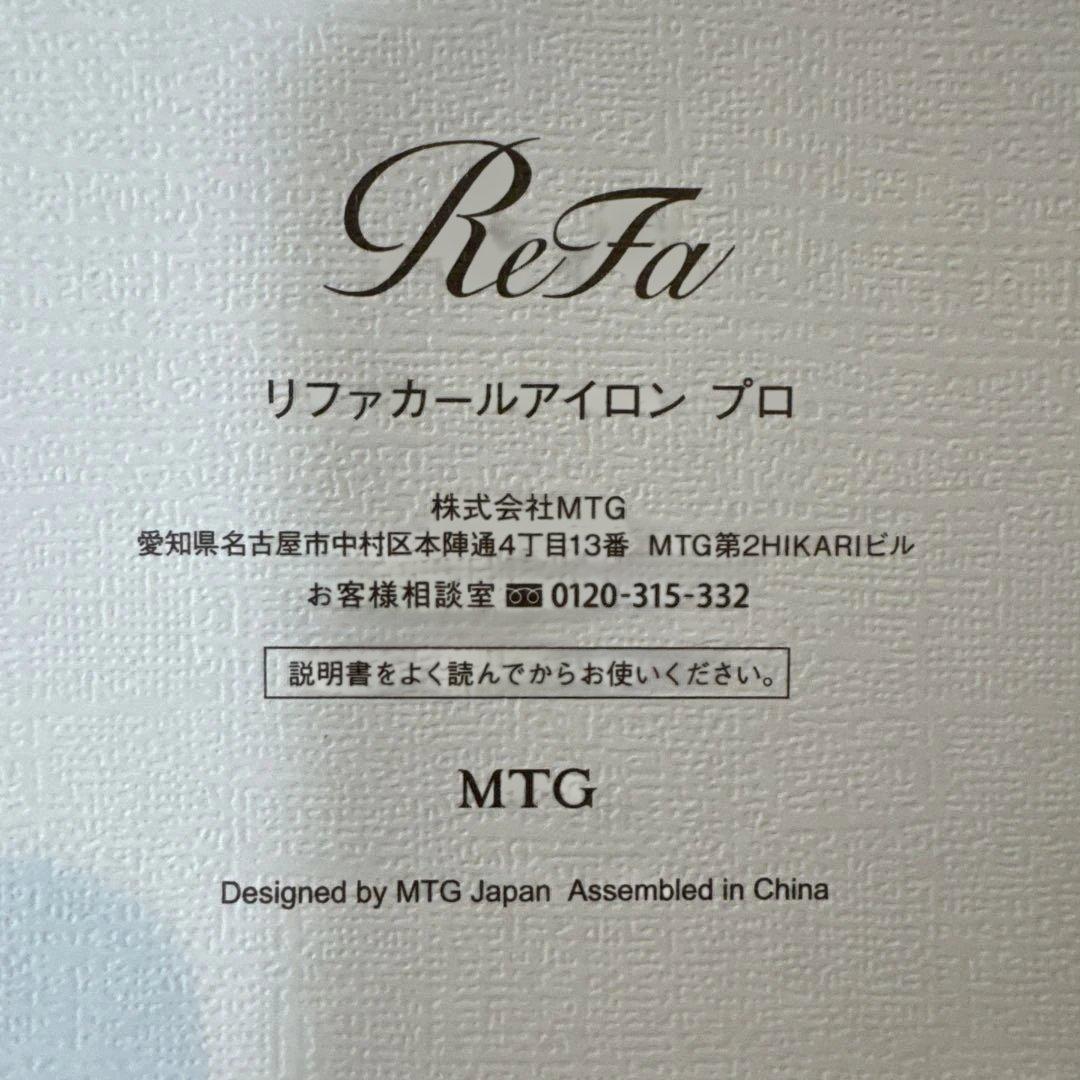 ReFa
リファカールアイロン プロ
株式会社MTG
愛知県名古屋市中村区本陣通4丁目13番 MTG第2HIKARIビル
お客様相談室 0120-315-332
説明書をよく読んでからお使いください。
MTG
Designed by MTG Japan Assembled in China